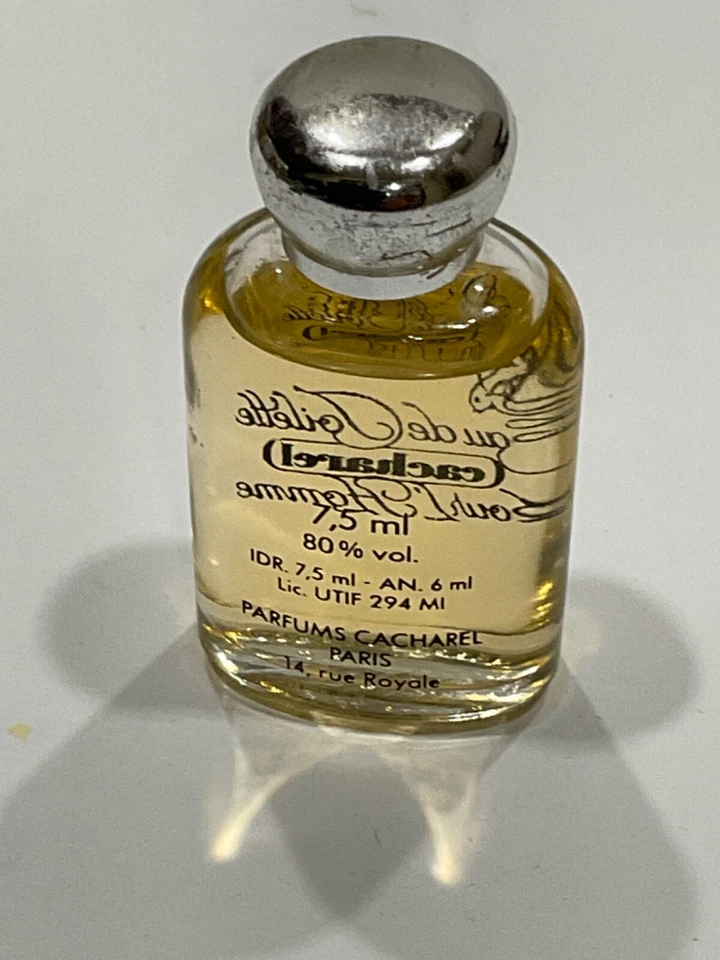 Eau de Toilette
cacharel
Pour l'Homme
7,5 ml
80% vol.
IDR. 7,5 ml - AN. 6 ml
Lic. UTIF 294 MI
PARFUMS CACHAREL
PARIS
14, rue Royale